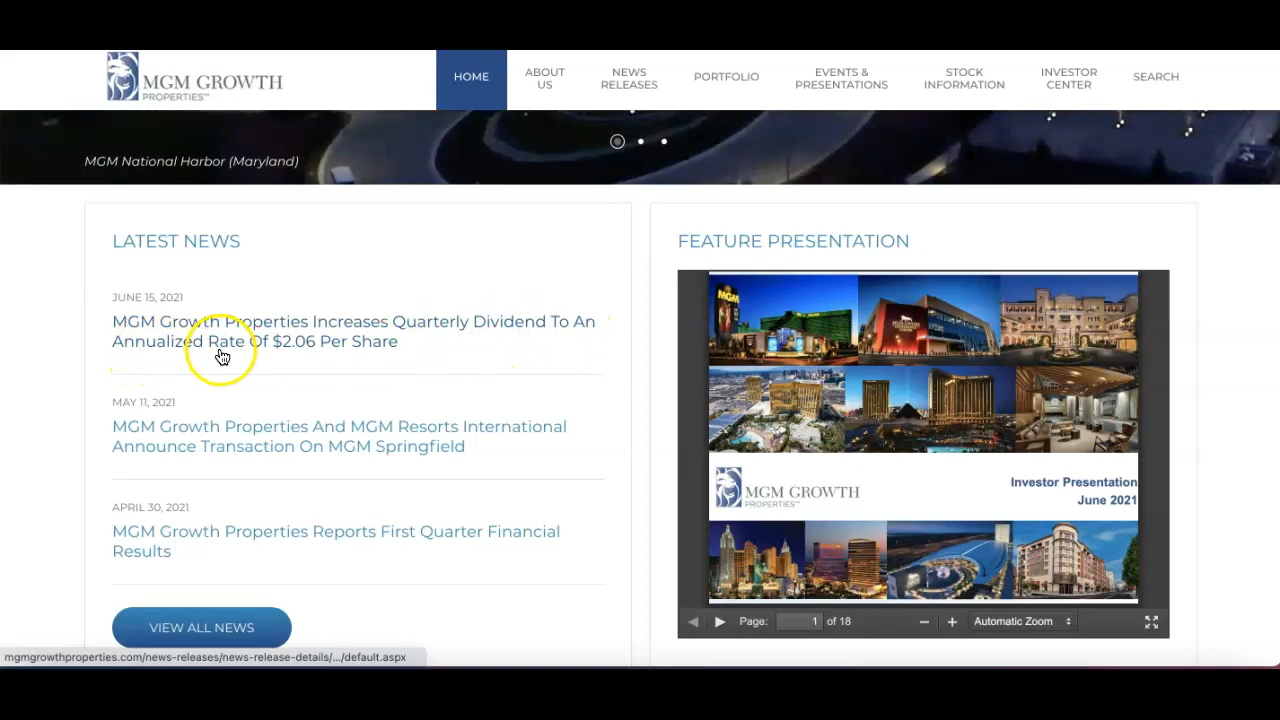 MGM GROWTH
PROPERTIES™
HOME
ABOUT
US
NEWS
RELEASES
PORTFOLIO
EVENTS &
PRESENTATIONS
STOCK
INFORMATION
INVESTOR
CENTER
SEARCH
MGM National Harbor (Maryland)
LATEST NEWS
JUNE 15, 2021
MGM Growth Properties Increases Quarterly Dividend To An
Annualized Rate Of $2.06 Per Share
MAY 11, 2021
MGM Growth Properties And MGM Resorts International
Announce Transaction On MGM Springfield
APRIL 30, 2021
MGM Growth Properties Reports First Quarter Financial
Results
VIEW ALL NEWS
FEATURE PRESENTATION
MGM
MGM GROWTH
PROPERTIES™
Investor Presentation
June 2021
Page: 1 of 18
Automatic Zoom
mgmgrowthproperties.com/news-releases/news-release-details/.../default.aspx